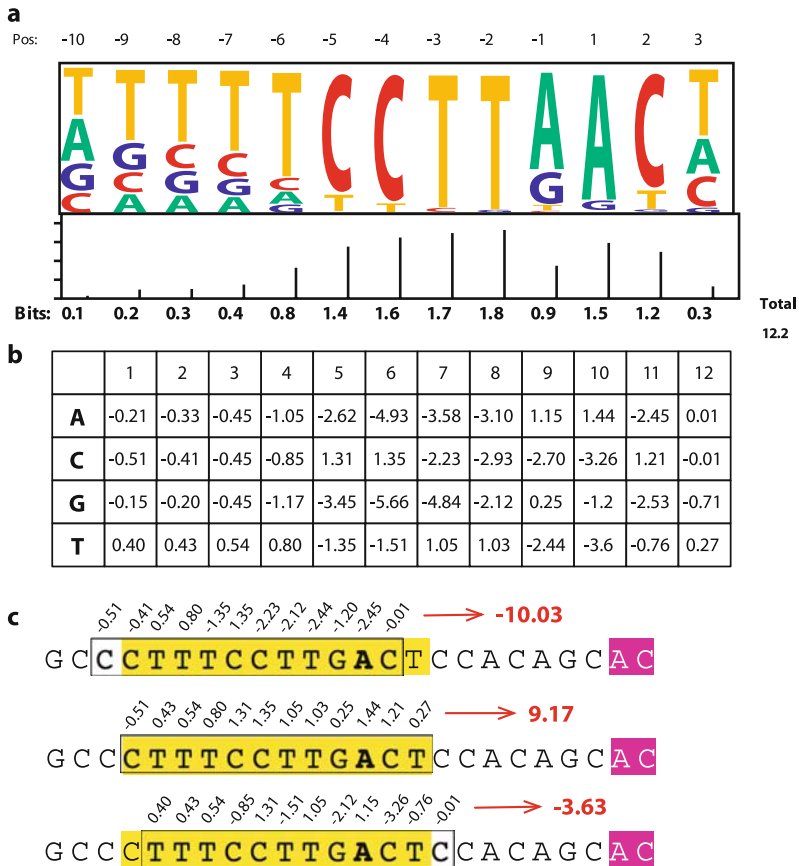 a
Pos: -10 -9 -8 -7 -6 -5 -4 -3 -2 -1 1 2 3
T T T T T C C T T A A C T
A G C C C T T C G G G T A
G C G G A T G C
C A A A G G
Bits: 0.1 0.2 0.3 0.4 0.8 1.4 1.6 1.7 1.8 0.9 1.5 1.2 0.3
Total
12.2
b
1 2 3 4 5 6 7 8 9 10 11 12
A -0.21 -0.33 -0.45 -1.05 -2.62 -4.93 -3.58 -3.10 1.15 1.44 -2.45 0.01
C -0.51 -0.41 -0.45 -0.85 1.31 1.35 -2.23 -2.93 -2.70 -3.26 1.21 -0.01
G -0.15 -0.20 -0.45 -1.17 -3.45 -5.66 -4.84 -2.12 0.25 -1.2 -2.53 -0.71
T 0.40 0.43 0.54 0.80 -1.35 -1.51 1.05 1.03 -2.44 -3.6 -0.76 0.27
c
-0.51 -0.41 0.54 0.80 -1.35 1.35 -2.23 -2.12 -2.44 -1.20 -2.45 -0.01 -10.03
G C C C T T T C C T T G A C T C C A C A G C A C
-0.51 0.43 0.54 0.80 1.31 1.35 1.05 1.03 0.25 1.44 1.21 0.27 9.17
G C C C T T T C C T T G A C T C C A C A G C A C
0.40 0.43 0.54 -0.85 1.31 -1.51 1.05 -2.12 1.15 -3.26 -0.76 -0.01 -3.63
G C C C T T T C C T T G A C T C C A C A G C A C